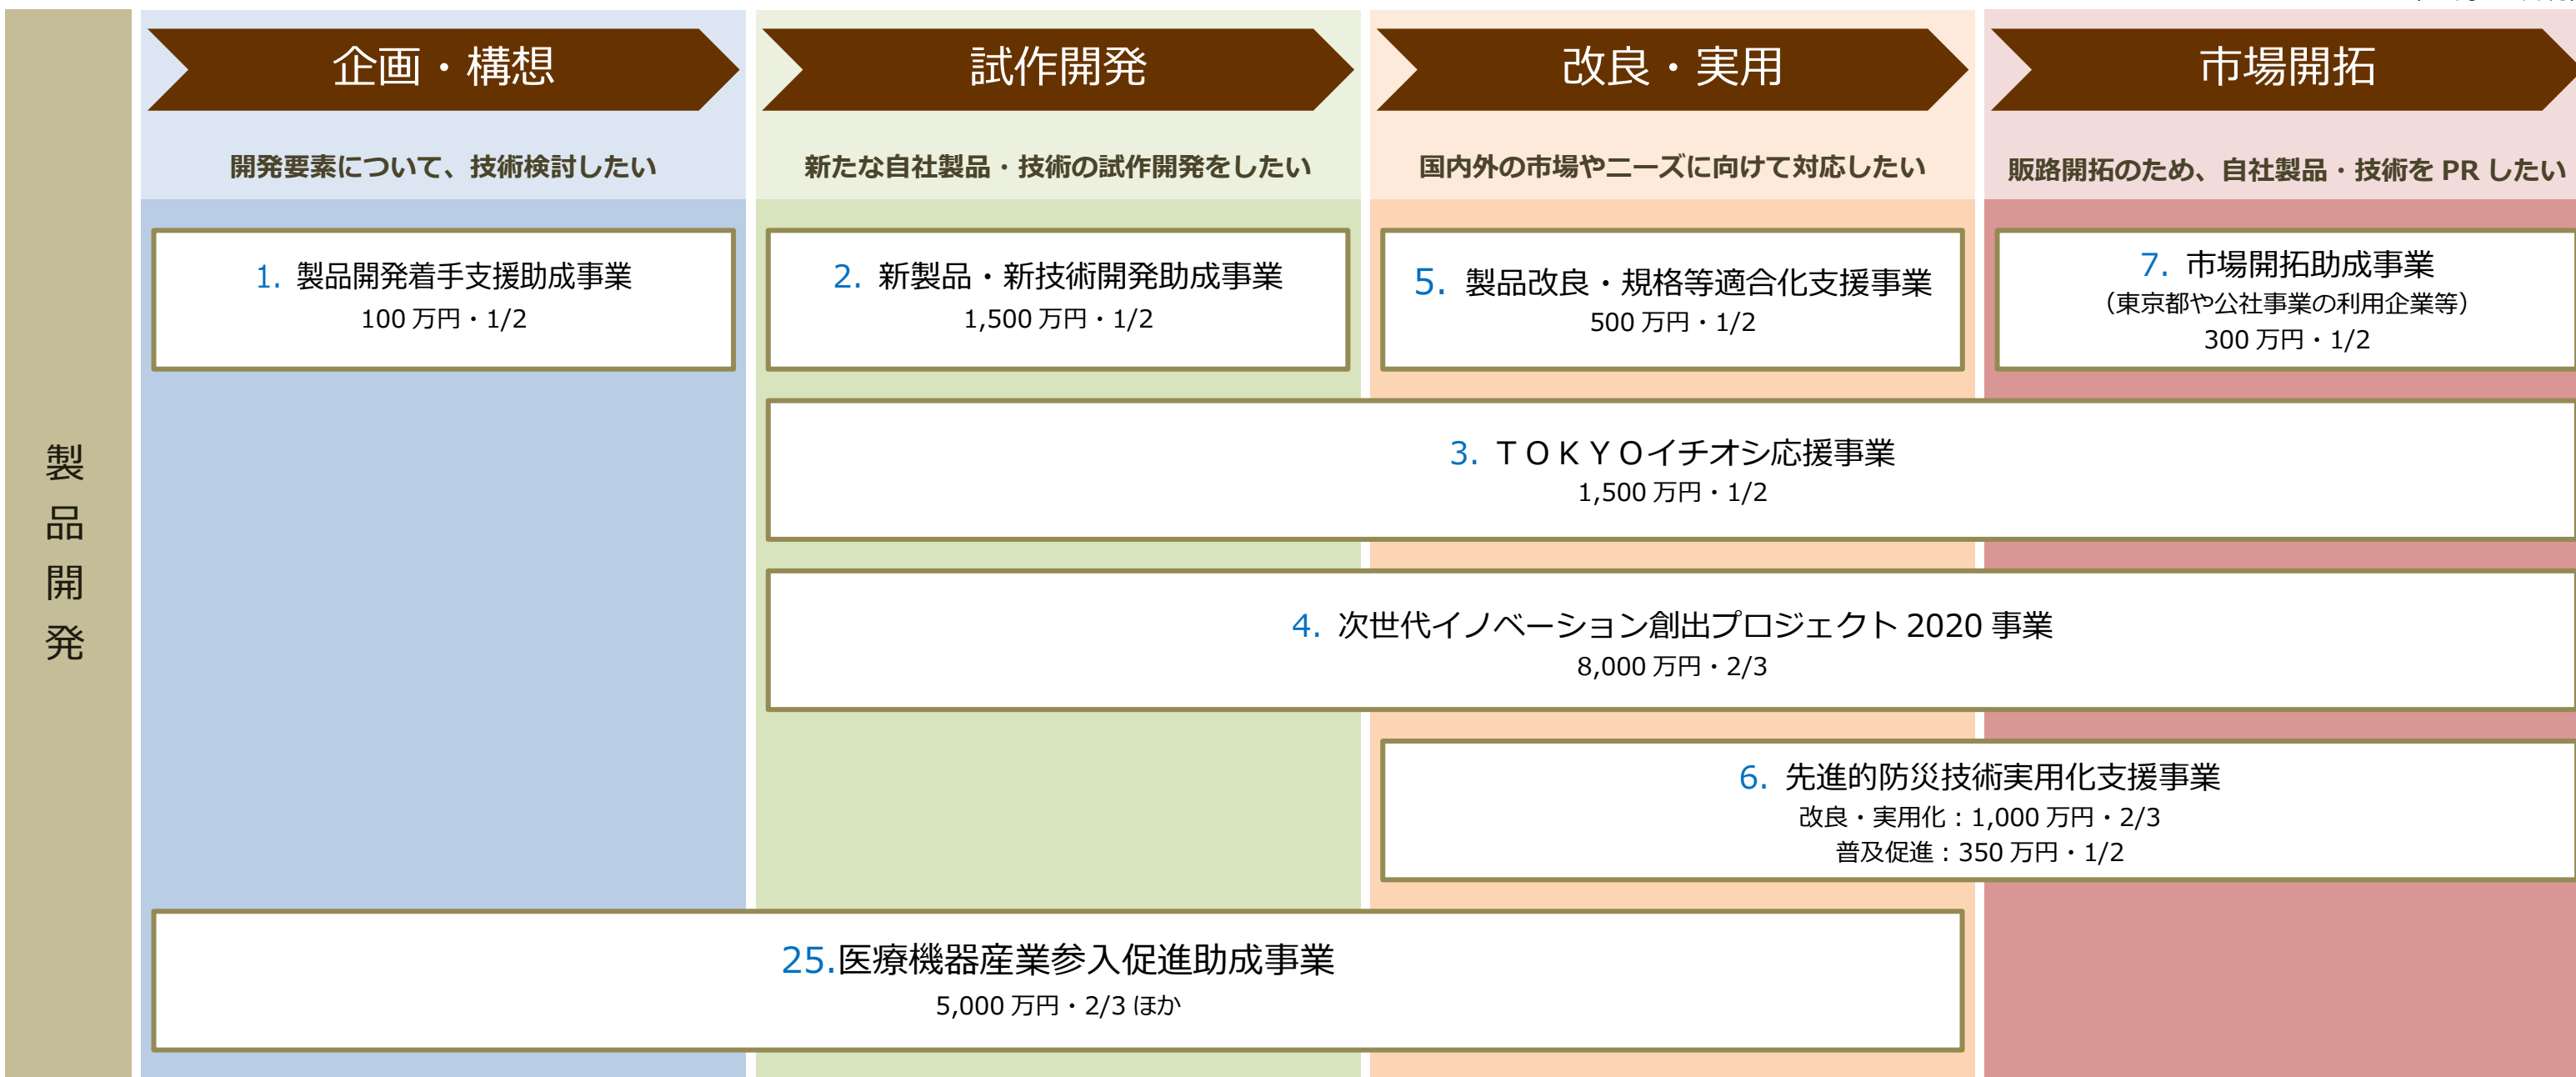 企画・構想
試作開発
改良・実用
市場開拓
開発要素について、技術検討したい
新たな自社製品・技術の試作開発をしたい
国内外の市場やニーズに向けて対応したい
販路開拓のため、自社製品・技術を PR したい
製品開発
1. 製品開発着手支援助成事業
100 万円・1/2
2. 新製品・新技術開発助成事業
1,500 万円・1/2
5. 製品改良・規格等適合化支援事業
500 万円・1/2
7. 市場開拓助成事業
（東京都や公社事業の利用企業等）
300 万円・1/2
3. ＴＯＫＹＯイチオシ応援事業
1,500 万円・1/2
4. 次世代イノベーション創出プロジェクト 2020 事業
8,000 万円・2/3
6. 先進的防災技術実用化支援事業
改良・実用化：1,000 万円・2/3
普及促進：350 万円・1/2
25.医療機器産業参入促進助成事業
5,000 万円・2/3 ほか